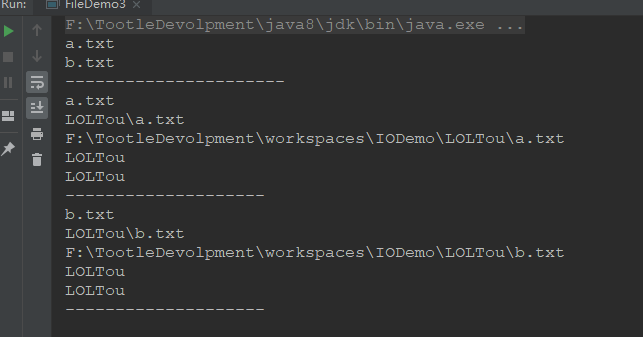 Run: FileDemo3 ×
F:\TootleDevolpment\java8\jdk\bin\java.exe ...
a.txt
b.txt
----------------------
a.txt
LOLTou\a.txt
F:\TootleDevolpment\workspaces\IODemo\LOLTou\a.txt
LOLTou
LOLTou
--------------------
b.txt
LOLTou\b.txt
F:\TootleDevolpment\workspaces\IODemo\LOLTou\b.txt
LOLTou
LOLTou
--------------------